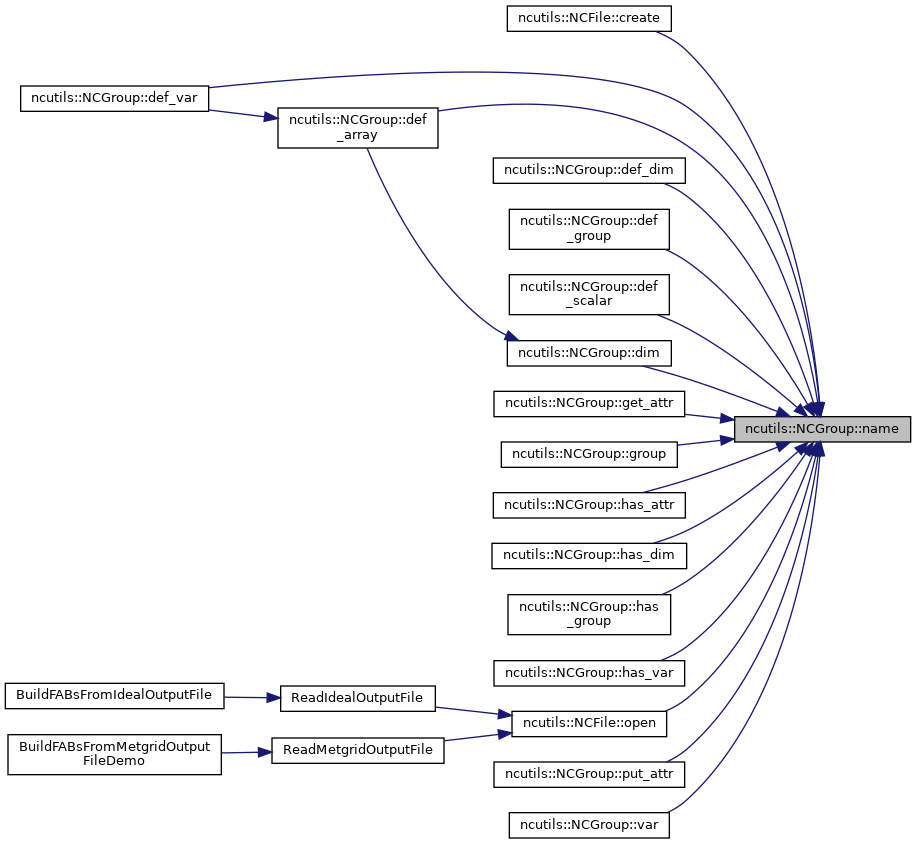 ncutils::NCFile::create
ncutils::NCGroup::def_var
ncutils::NCGroup::def
_array
ncutils::NCGroup::def_dim
ncutils::NCGroup::def
_group
ncutils::NCGroup::def
_scalar
ncutils::NCGroup::dim
ncutils::NCGroup::get_attr
ncutils::NCGroup::name
ncutils::NCGroup::group
ncutils::NCGroup::has_attr
ncutils::NCGroup::has_dim
ncutils::NCGroup::has
_group
ncutils::NCGroup::has_var
BuildFABsFromIdealOutputFile
ReadIdealOutputFile
ncutils::NCFile::open
BuildFABsFromMetgridOutput
FileDemo
ReadMetgridOutputFile
ncutils::NCGroup::put_attr
ncutils::NCGroup::var